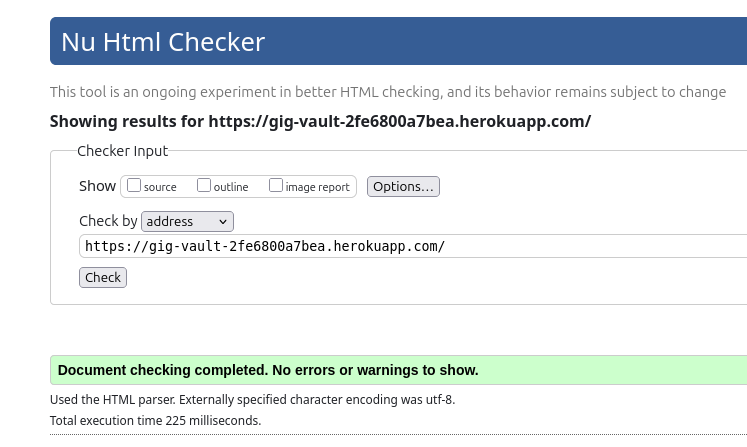 Nu Html Checker
This tool is an ongoing experiment in better HTML checking, and its behavior remains subject to change
Showing results for https://gig-vault-2fe6800a7bea.herokuapp.com/
Checker Input
Show source outline image report Options...
Check by address
https://gig-vault-2fe6800a7bea.herokuapp.com/
Check
Document checking completed. No errors or warnings to show.
Used the HTML parser. Externally specified character encoding was utf-8.
Total execution time 225 milliseconds.